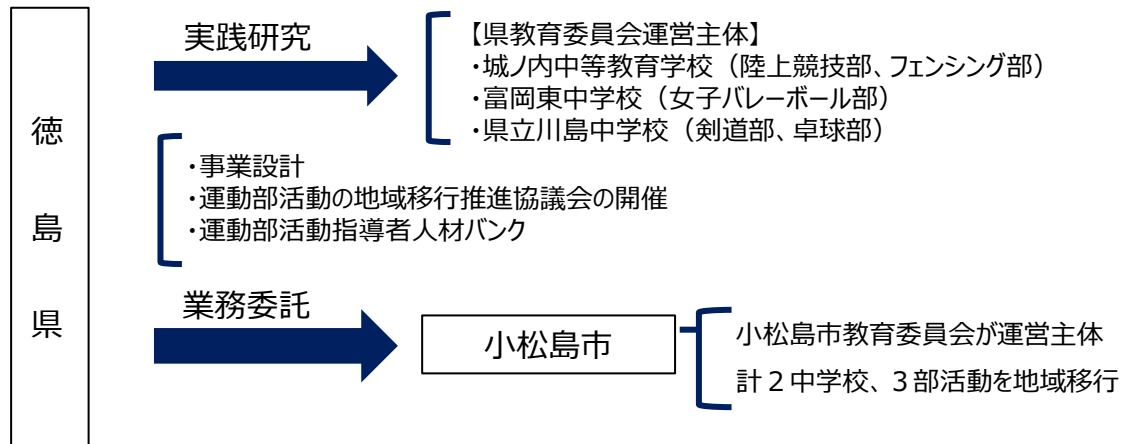 徳島県
実践研究
【県教育委員会運営主体】
・城ノ内中等教育学校（陸上競技部、フェンシング部）
・富岡東中学校（女子バレーボール部）
・県立川島中学校（剣道部、卓球部）
・事業設計
・運動部活動の地域移行推進協議会の開催
・運動部活動指導者人材バンク
業務委託
小松島市
小松島市教育委員会が運営主体
計２中学校、３部活動を地域移行